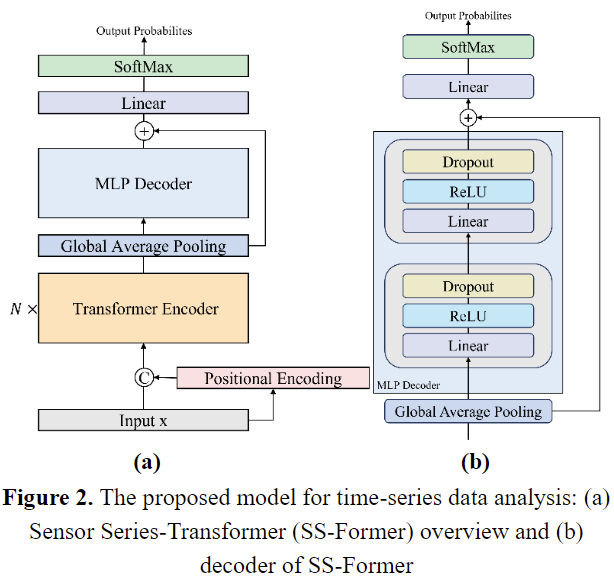 Output Probabilites
SoftMax
Linear
+
MLP Decoder
Global Average Pooling
N ×
Transformer Encoder
C
Positional Encoding
Input x
(a)
Output Probabilites
SoftMax
Linear
+
Dropout
ReLU
Linear
Dropout
ReLU
Linear
MLP Decoder
Global Average Pooling
(b)
Figure 2. The proposed model for time-series data analysis: (a)
Sensor Series-Transformer (SS-Former) overview and (b)
decoder of SS-Former